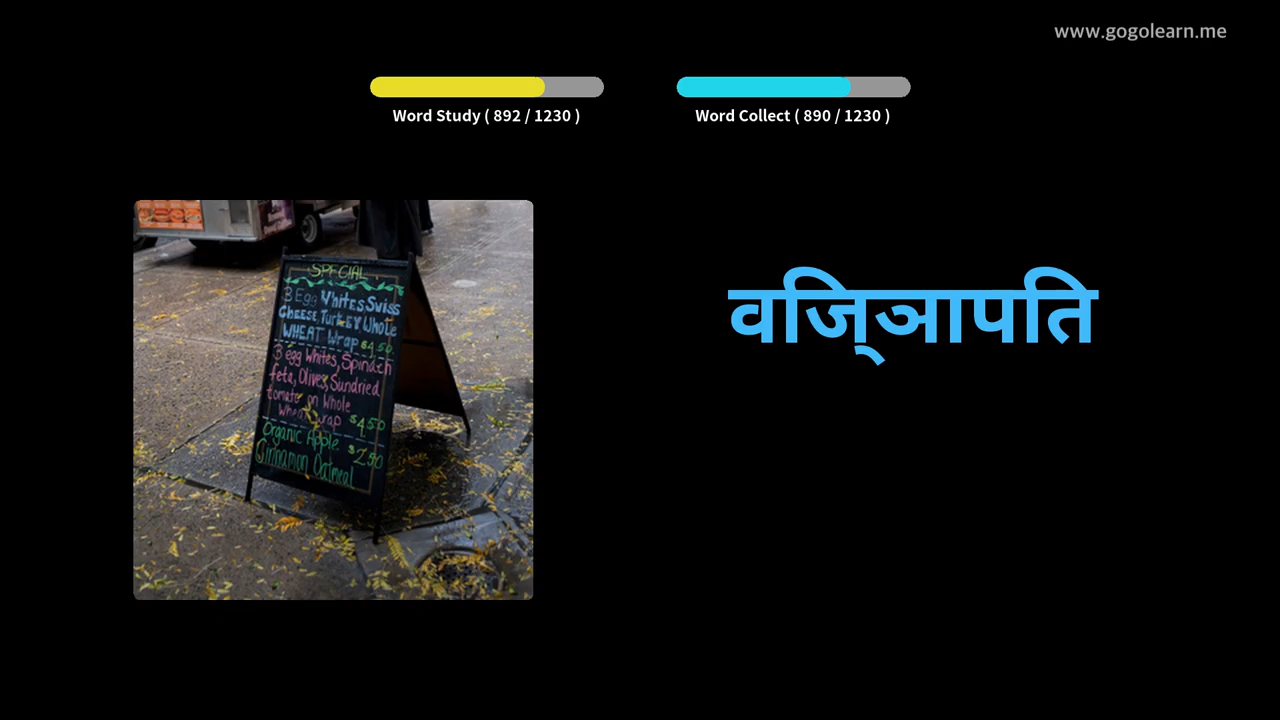 www.gogolearn.me
Word Study ( 892 / 1230 )
Word Collect ( 890 / 1230 )
SPECIAL
3 Egg Whites, Swiss
Cheese, Turkey Whole
WHEAT Wrap $4.50
3 egg Whites, Spinach
feta, Olives, Sundried
tomato on Whole
Wheat wrap $4.50
Organic Apple $2.50
Cinnamon Oatmeal
वजि्ञापति